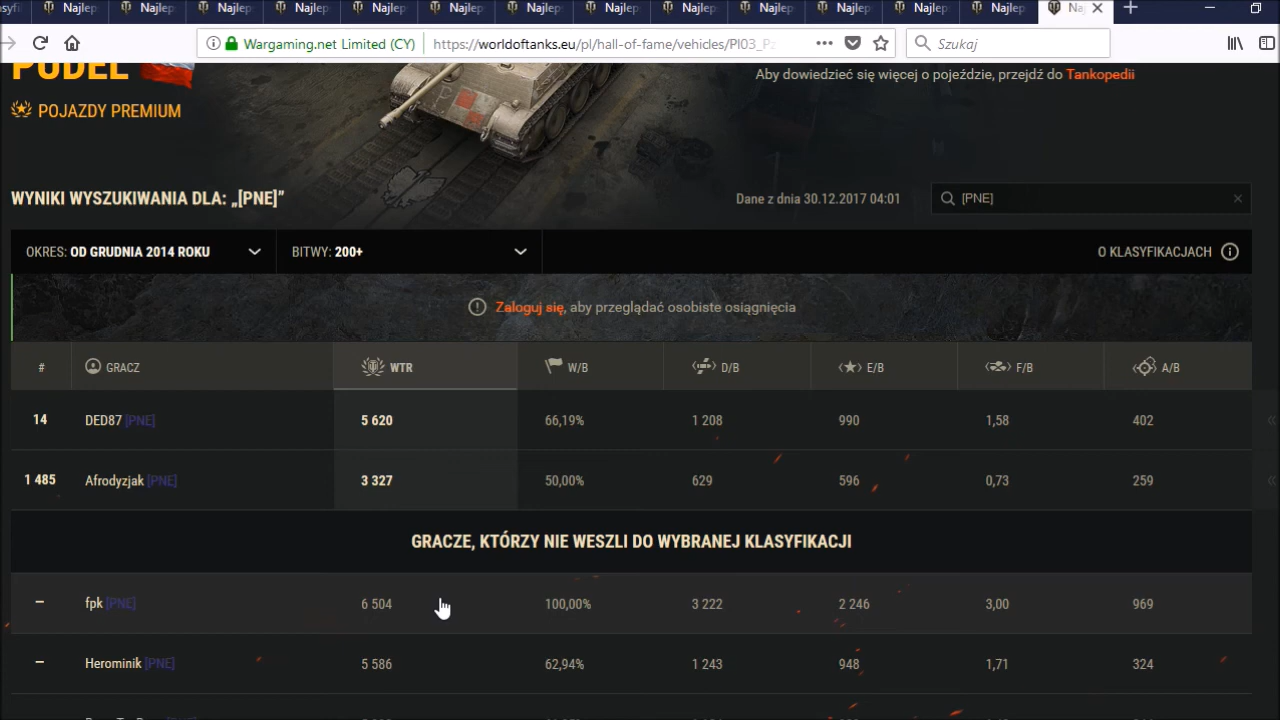 Najlep Najlep Najlep Najlep Najlep Najlep Najlep Najlep Najlep Najlep Najlep Najlep Najlep
Wargaming.net Limited (CY) https://worldoftanks.eu/pl/hall-of-fame/vehicles/Pl03_Pz Szukaj
PUDEL
Aby dowiedzieć się więcej o pojeździe, przejdź do Tankopedii
POJAZDY PREMIUM
WYNIKI WYSZUKIWANIA DLA: „[PNE]”
Dane z dnia 30.12.2017 04:01
[PNE]
OKRES: OD GRUDNIA 2014 ROKU BITWY: 200+ O KLASYFIKACJACH
Zaloguj się, aby przeglądać osobiste osiągnięcia
# GRACZ WTR W/B D/B E/B F/B A/B
14 DED87 [PNE] 5 620 66,19% 1 208 990 1,58 402
1 485 Afrodyzjak [PNE] 3 327 50,00% 629 596 0,73 259
GRACZE, KTÓRZY NIE WESZLI DO WYBRANEJ KLASYFIKACJI
– fpk [PNE] 6 504 100,00% 3 222 2 246 3,00 969
– Herominik [PNE] 5 586 62,94% 1 243 948 1,71 324